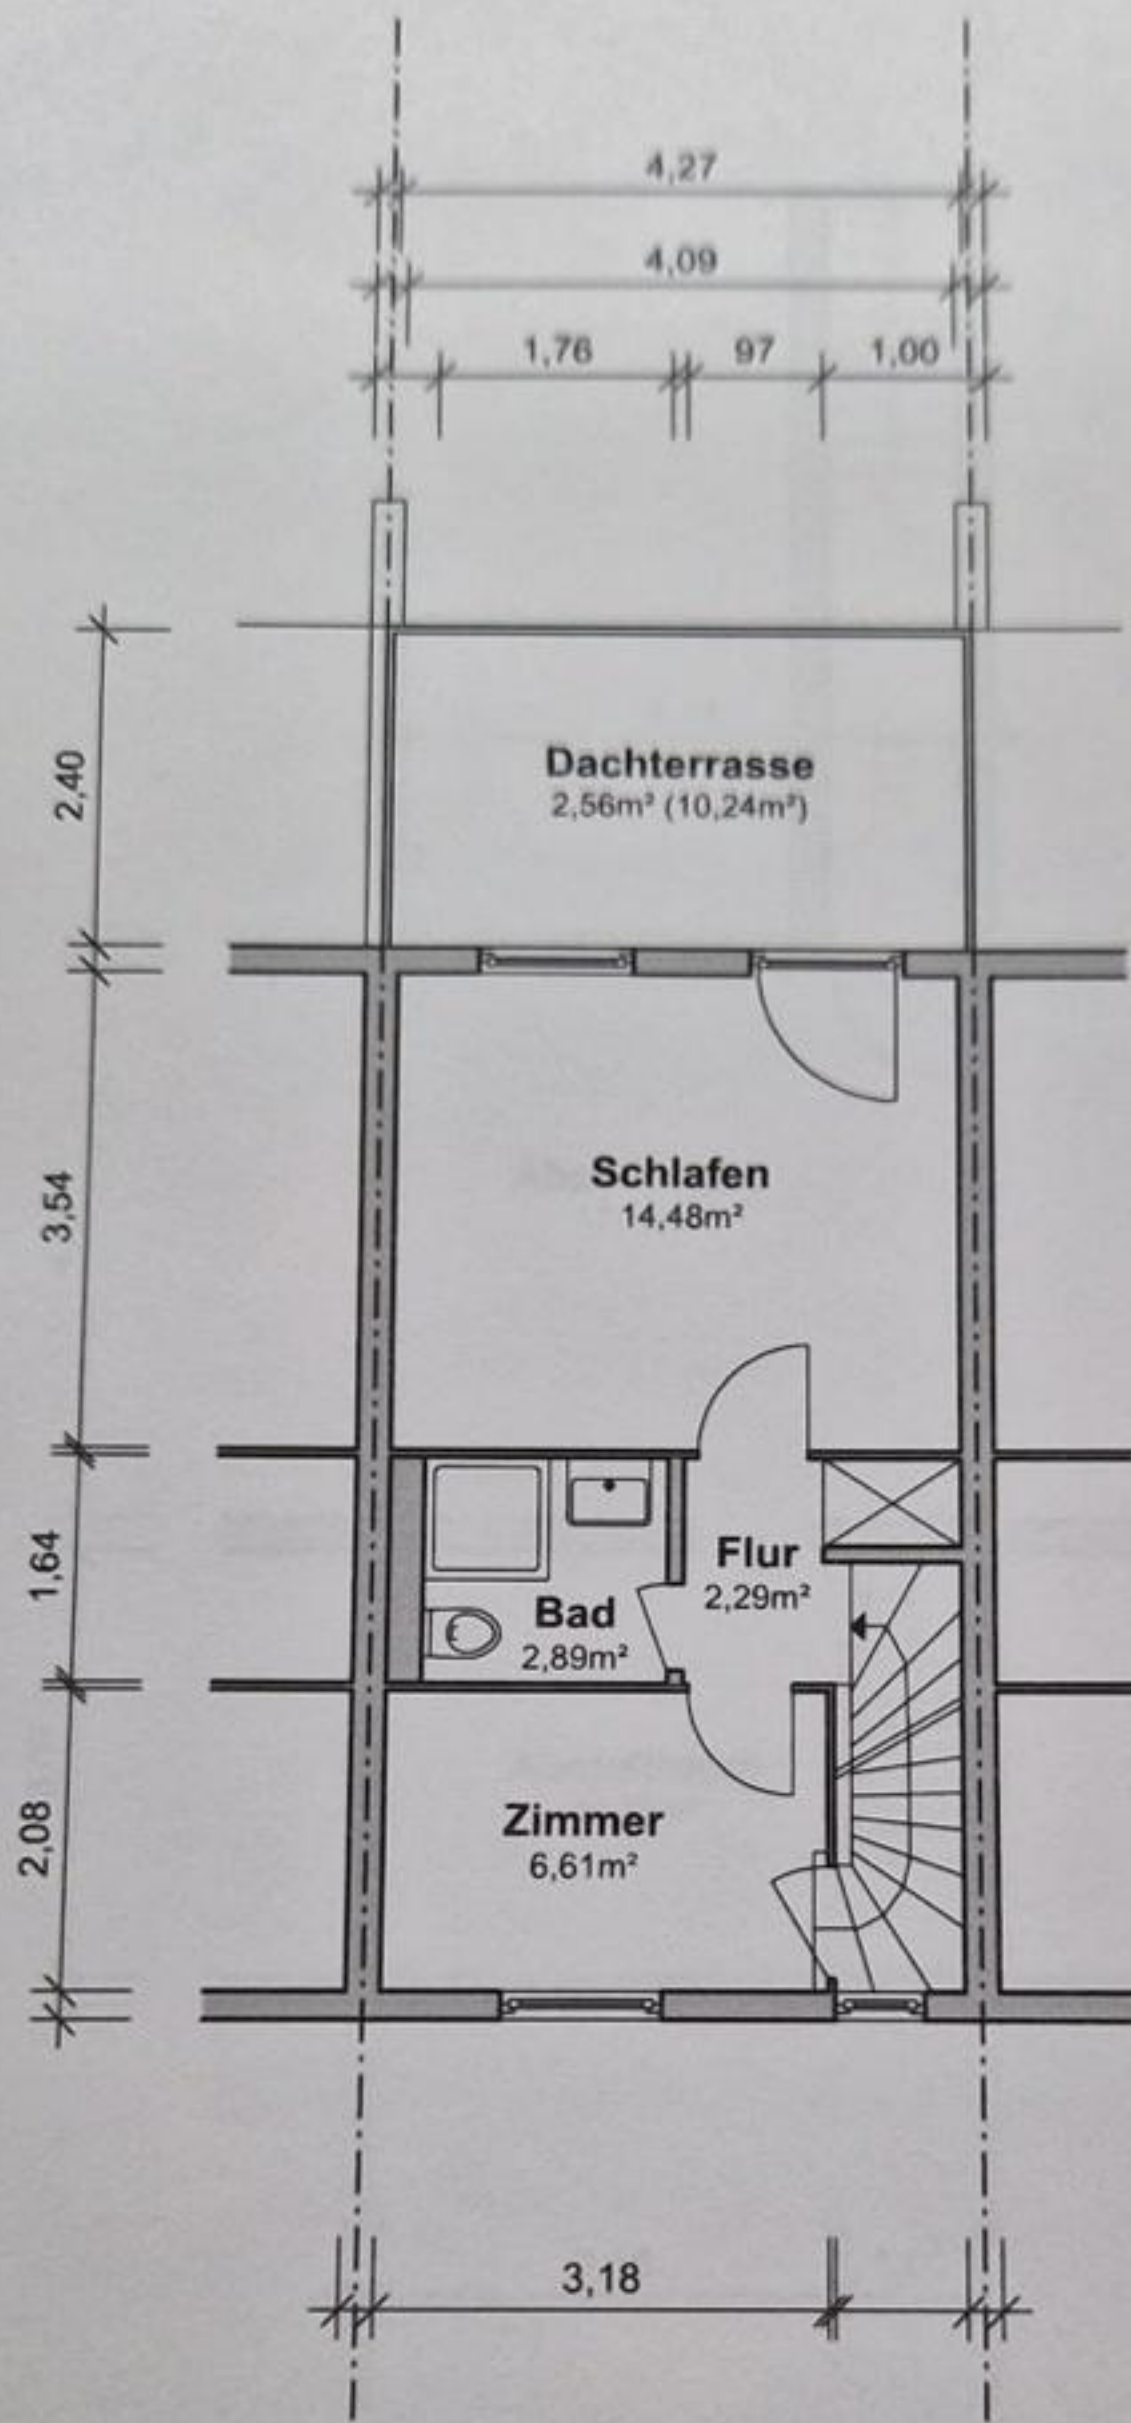 4,27
4,09
1,76 97 1,00
2,40
Dachterrasse
2,56m² (10,24m²)
3,54
Schlafen
14,48m²
1,64
Flur
2,29m²
Bad
2,89m²
2,08
Zimmer
6,61m²
3,18